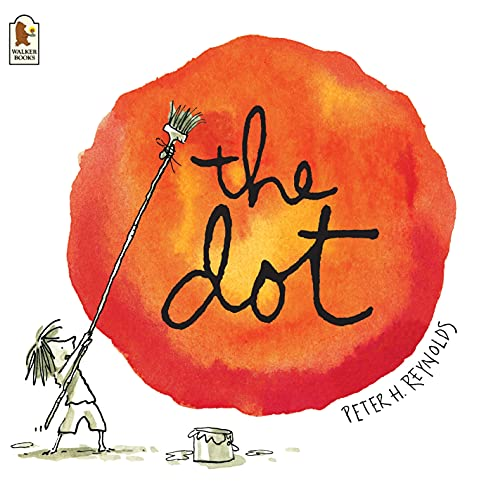 WALKER
BOOKS
the
dot
PETER H. REYNOLDS